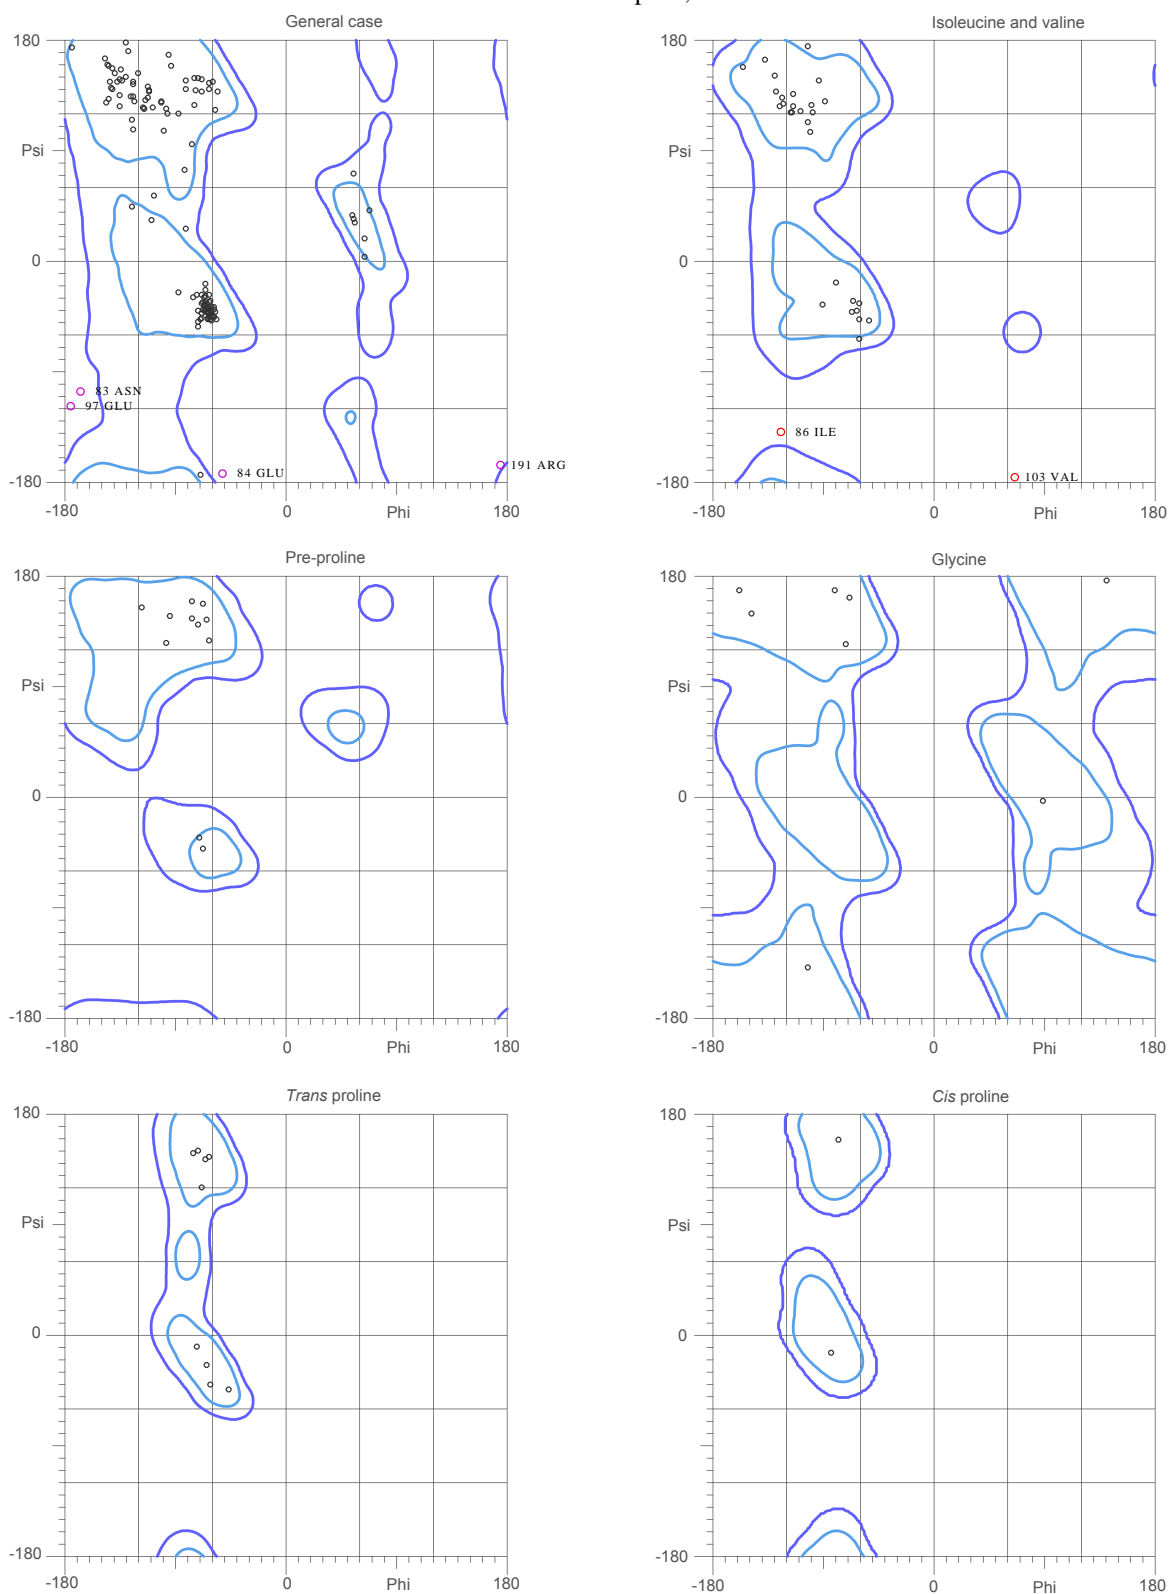 General case
Isoleucine and valine
180
Psi
0
83 ASN
97 GLU
84 GLU
191 ARG
-180
-180
0
Phi
180
180
Psi
0
86 ILE
103 VAL
-180
-180
0
Phi
180
Pre-proline
Glycine
180
Psi
0
-180
-180
0
Phi
180
180
Psi
0
-180
-180
0
Phi
180
Trans proline
Cis proline
180
Psi
0
-180
-180
0
Phi
180
180
Psi
0
-180
-180
0
Phi
180